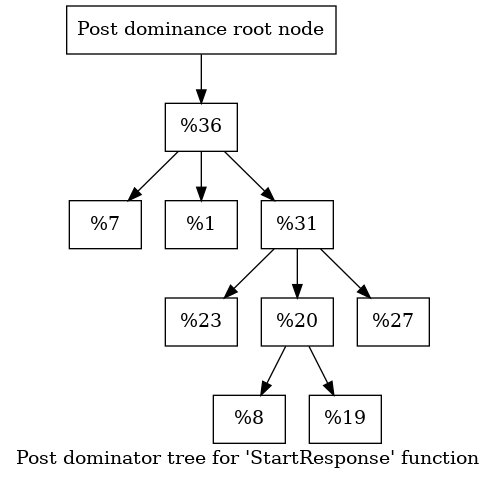 Post dominance root node
%36
%7 %1 %31
%23 %20 %27
%8 %19
Post dominator tree for 'StartResponse' function